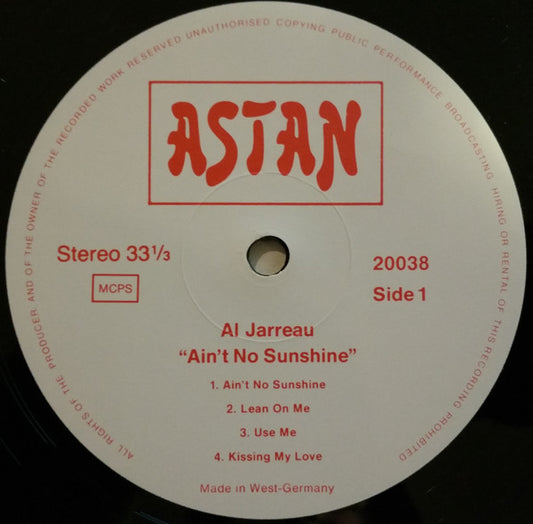 ALL RIGHTS OF THE PRODUCER AND OF THE OWNER OF THE RECORDED WORK RESERVED UNAUTHORISED COPYING PUBLIC PERFORMANCE BROADCASTING HIRING OR RENTAL OF THIS RECORDING PROHIBITED
ASTAN
Stereo 33 1/3
MCPS
20038
Side 1
Al Jarreau
“Ain't No Sunshine”
1. Ain't No Sunshine
2. Lean On Me
3. Use Me
4. Kissing My Love
Made in West-Germany